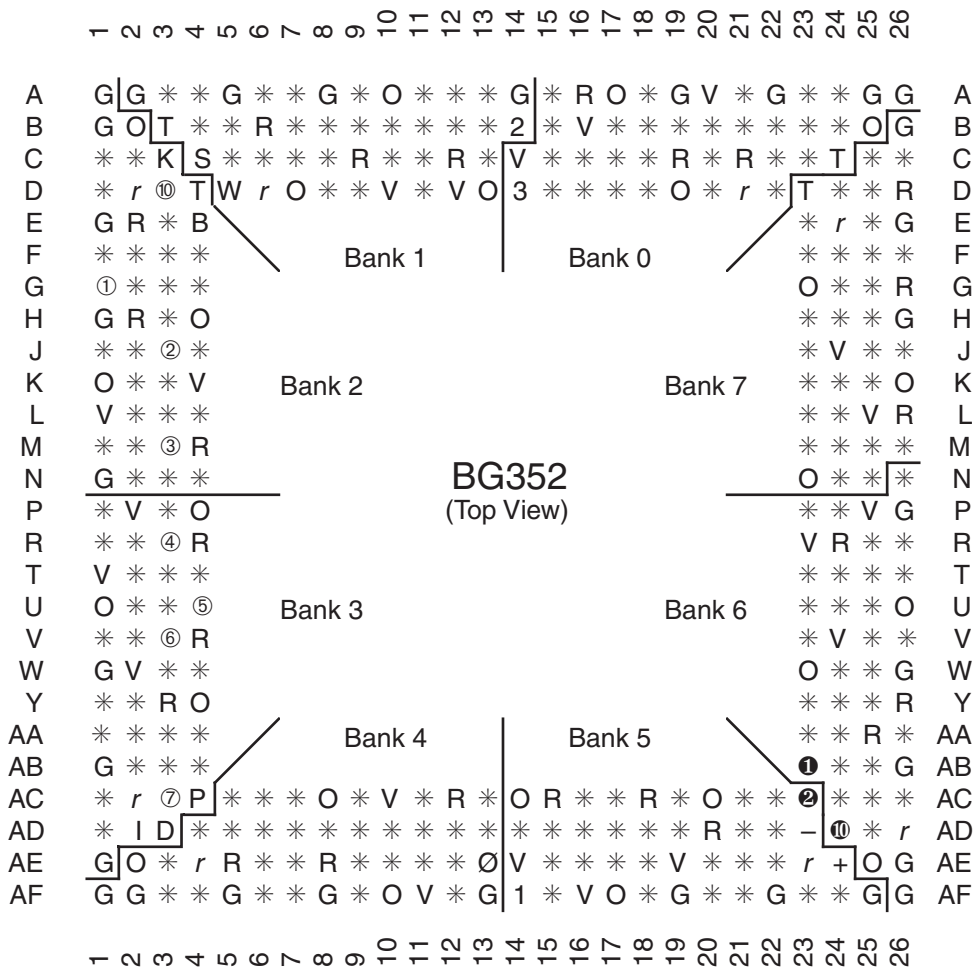 1 2 3 4 5 6 7 8 9 10 11 12 13 14 15 16 17 18 19 20 21 22 23 24 25 26
A G G ✳ ✳ G ✳ ✳ G ✳ O ✳ ✳ ✳ G ✳ R O ✳ G V ✳ G ✳ ✳ G G A
B G O T ✳ ✳ R ✳ ✳ ✳ ✳ ✳ ✳ ✳ 2 ✳ V ✳ ✳ ✳ ✳ ✳ ✳ ✳ ✳ O G B
C ✳ ✳ K S ✳ ✳ ✳ ✳ R ✳ ✳ R ✳ V ✳ ✳ ✳ ✳ R ✳ R ✳ ✳ T ✳ ✳ C
D ✳ r ⑩ T W r O ✳ ✳ V ✳ V O 3 ✳ ✳ ✳ ✳ O ✳ r ✳ T ✳ ✳ R D
E G R ✳ B ✳ r ✳ G E
F ✳ ✳ ✳ ✳ Bank 1 Bank 0 ✳ ✳ ✳ ✳ F
G ① ✳ ✳ ✳ O ✳ ✳ R G
H G R ✳ O ✳ ✳ ✳ G H
J ✳ ✳ ② ✳ ✳ V ✳ ✳ J
K O ✳ ✳ V Bank 2 Bank 7 ✳ ✳ ✳ O K
L V ✳ ✳ ✳ ✳ ✳ V R L
M ✳ ✳ ③ R ✳ ✳ ✳ ✳ M
N G ✳ ✳ ✳ BG352 O ✳ ✳ ✳ N
P ✳ V ✳ O (Top View) ✳ ✳ V G P
R ✳ ✳ ④ R V R ✳ ✳ R
T V ✳ ✳ ✳ ✳ ✳ ✳ ✳ T
U O ✳ ✳ ⑤ Bank 3 Bank 6 ✳ ✳ ✳ O U
V ✳ ✳ ⑥ R ✳ V ✳ ✳ V
W G V ✳ ✳ O ✳ ✳ G W
Y ✳ ✳ R O ✳ ✳ ✳ R Y
AA ✳ ✳ ✳ ✳ Bank 4 Bank 5 ✳ ✳ R ✳ AA
AB G ✳ ✳ ✳ ❶ ✳ ✳ G AB
AC ✳ r ⑦ P ✳ ✳ ✳ O ✳ V ✳ R ✳ O R ✳ ✳ R ✳ O ✳ ✳ ❷ ✳ ✳ ✳ AC
AD ✳ I D ✳ ✳ ✳ ✳ ✳ ✳ ✳ ✳ ✳ ✳ ✳ ✳ ✳ ✳ ✳ ✳ R ✳ ✳ – ❿ ✳ r AD
AE G O ✳ r R ✳ ✳ R ✳ ✳ ✳ ✳ Ø V ✳ ✳ ✳ ✳ V ✳ ✳ ✳ r + O G AE
AF G G ✳ ✳ G ✳ ✳ G ✳ O V ✳ G 1 ✳ V O ✳ G ✳ ✳ G ✳ ✳ G G AF
1 2 3 4 5 6 7 8 9 10 11 12 13 14 15 16 17 18 19 20 21 22 23 24 25 26